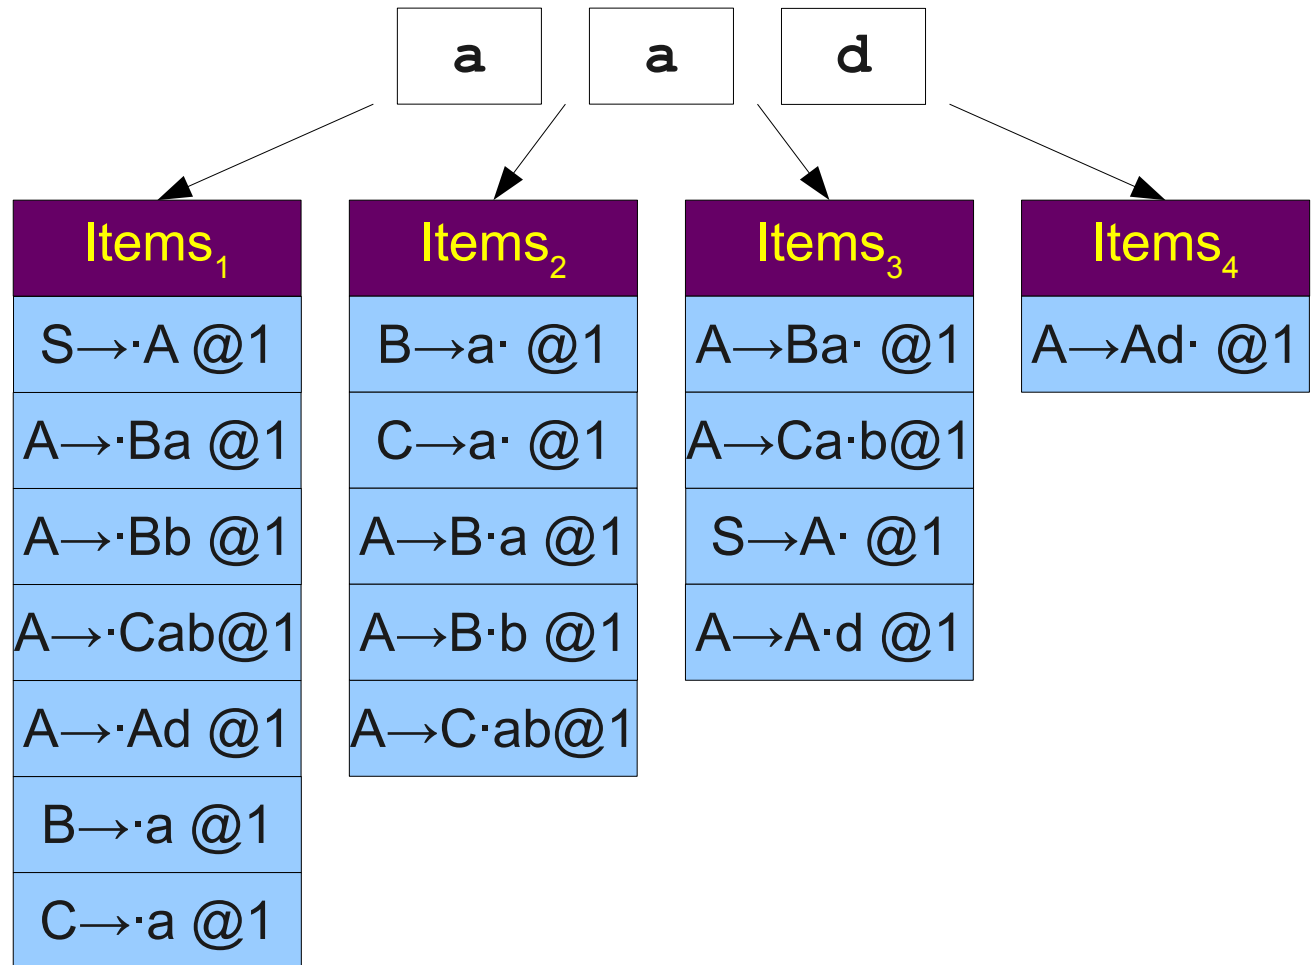 a a d
Items₁
S→·A @1
A→·Ba @1
A→·Bb @1
A→·Cab@1
A→·Ad @1
B→·a @1
C→·a @1
Items₂
B→a· @1
C→a· @1
A→B·a @1
A→B·b @1
A→C·ab@1
Items₃
A→Ba· @1
A→Ca·b@1
S→A· @1
A→A·d @1
Items₄
A→Ad· @1